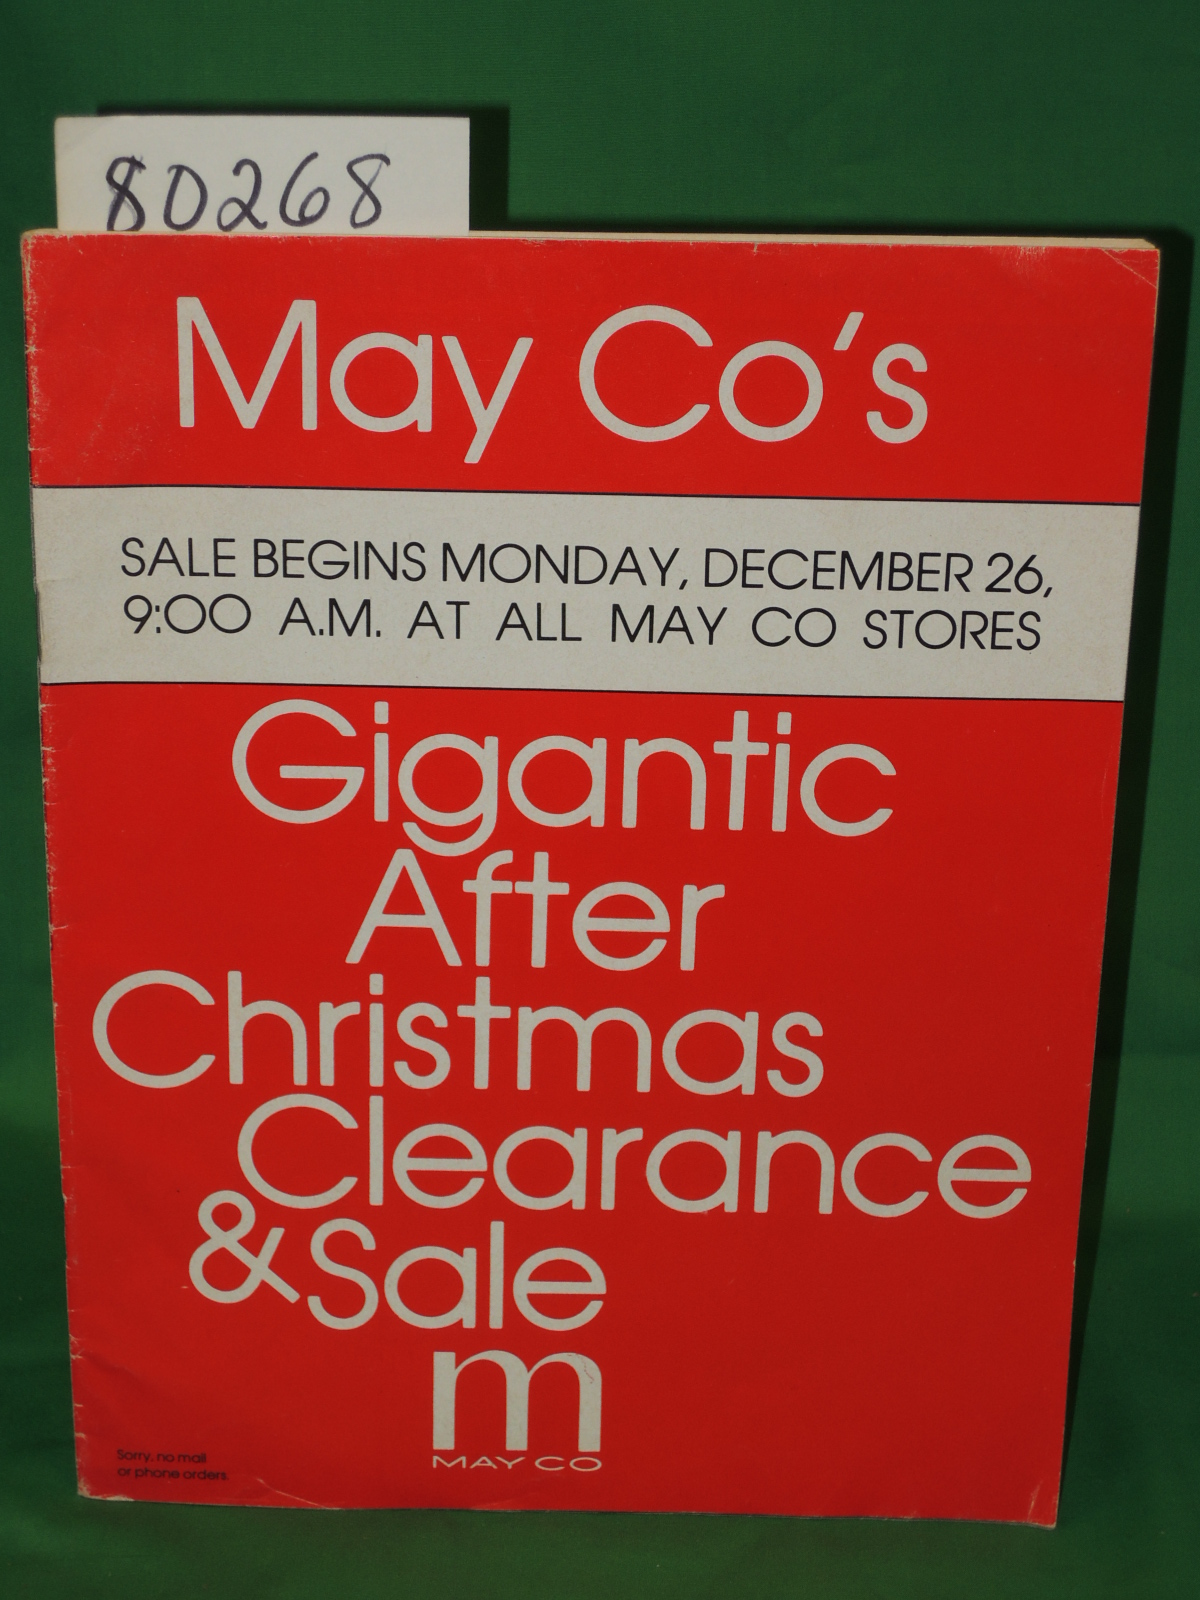 80268
May Co's
SALE BEGINS MONDAY, DECEMBER 26,
9:00 A.M. AT ALL MAY CO STORES
Gigantic
After
Christmas
Clearance
& Sale
m
MAY CO
Sorry, no mail
or phone orders.